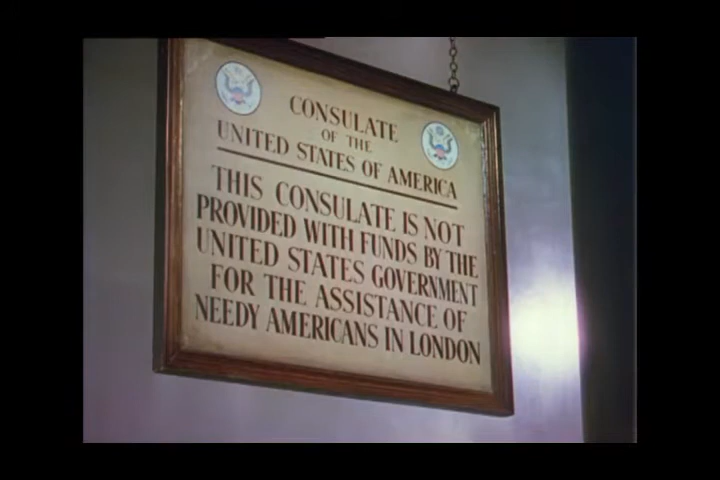 CONSULATE
OF THE
UNITED STATES OF AMERICA
THIS CONSULATE IS NOT
PROVIDED WITH FUNDS BY THE
UNITED STATES GOVERNMENT
FOR THE ASSISTANCE OF
NEEDY AMERICANS IN LONDON